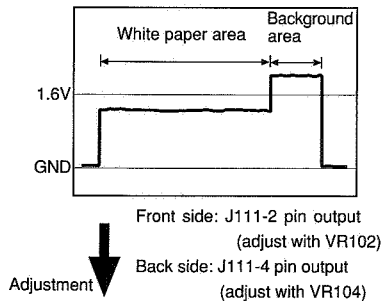 Background
White paper area
area
1.6V
GND
Front side: J111-2 pin output
(adjust with VR102)
Back side: J111-4 pin output
Adjustment
(adjust with VR104)